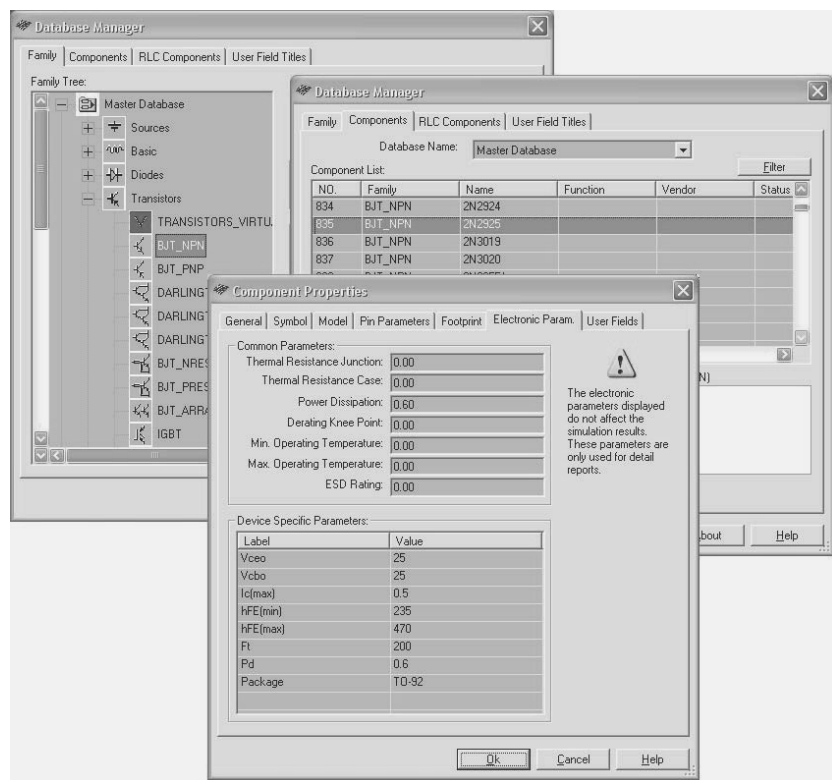 Database Manager
Family Components RLC Components User Field Titles
Family Tree:
Master Database
Sources
Basic
Diodes
Transistors
TRANSISTORS_VIRTU
BJT_NPN
BJT_PNP
DARLINGT
DARLINGT
DARLINGT
BJT_NRES
BJT_PRES
BJT_ARRA
IGBT
Database Manager
Family Components RLC Components User Field Titles
Database Name: Master Database
Component List:
Filter
NO. Family Name Function Vendor Status
834 BJT_NPN 2N2924
835 BJT_NPN 2N2925
836 BJT_NPN 2N3019
837 BJT_NPN 2N3020
BJT_NPN
N)
bout Help
Component Properties
General Symbol Model Pin Parameters Footprint Electronic Param. User Fields
Common Parameters:
Thermal Resistance Junction: 0.00
Thermal Resistance Case: 0.00
Power Dissipation: 0.60
Derating Knee Point: 0.00
Min. Operating Temperature: 0.00
Max. Operating Temperature: 0.00
ESD Rating: 0.00
The electronic
parameters displayed
do not affect the
simulation results.
These parameters are
only used for detail
reports.
Device Specific Parameters:
Label Value
Vceo 25
Vcbo 25
Ic(max) 0.5
hFE(min) 235
hFE(max) 470
Ft 200
Pd 0.6
Package TO-92
Ok Cancel Help